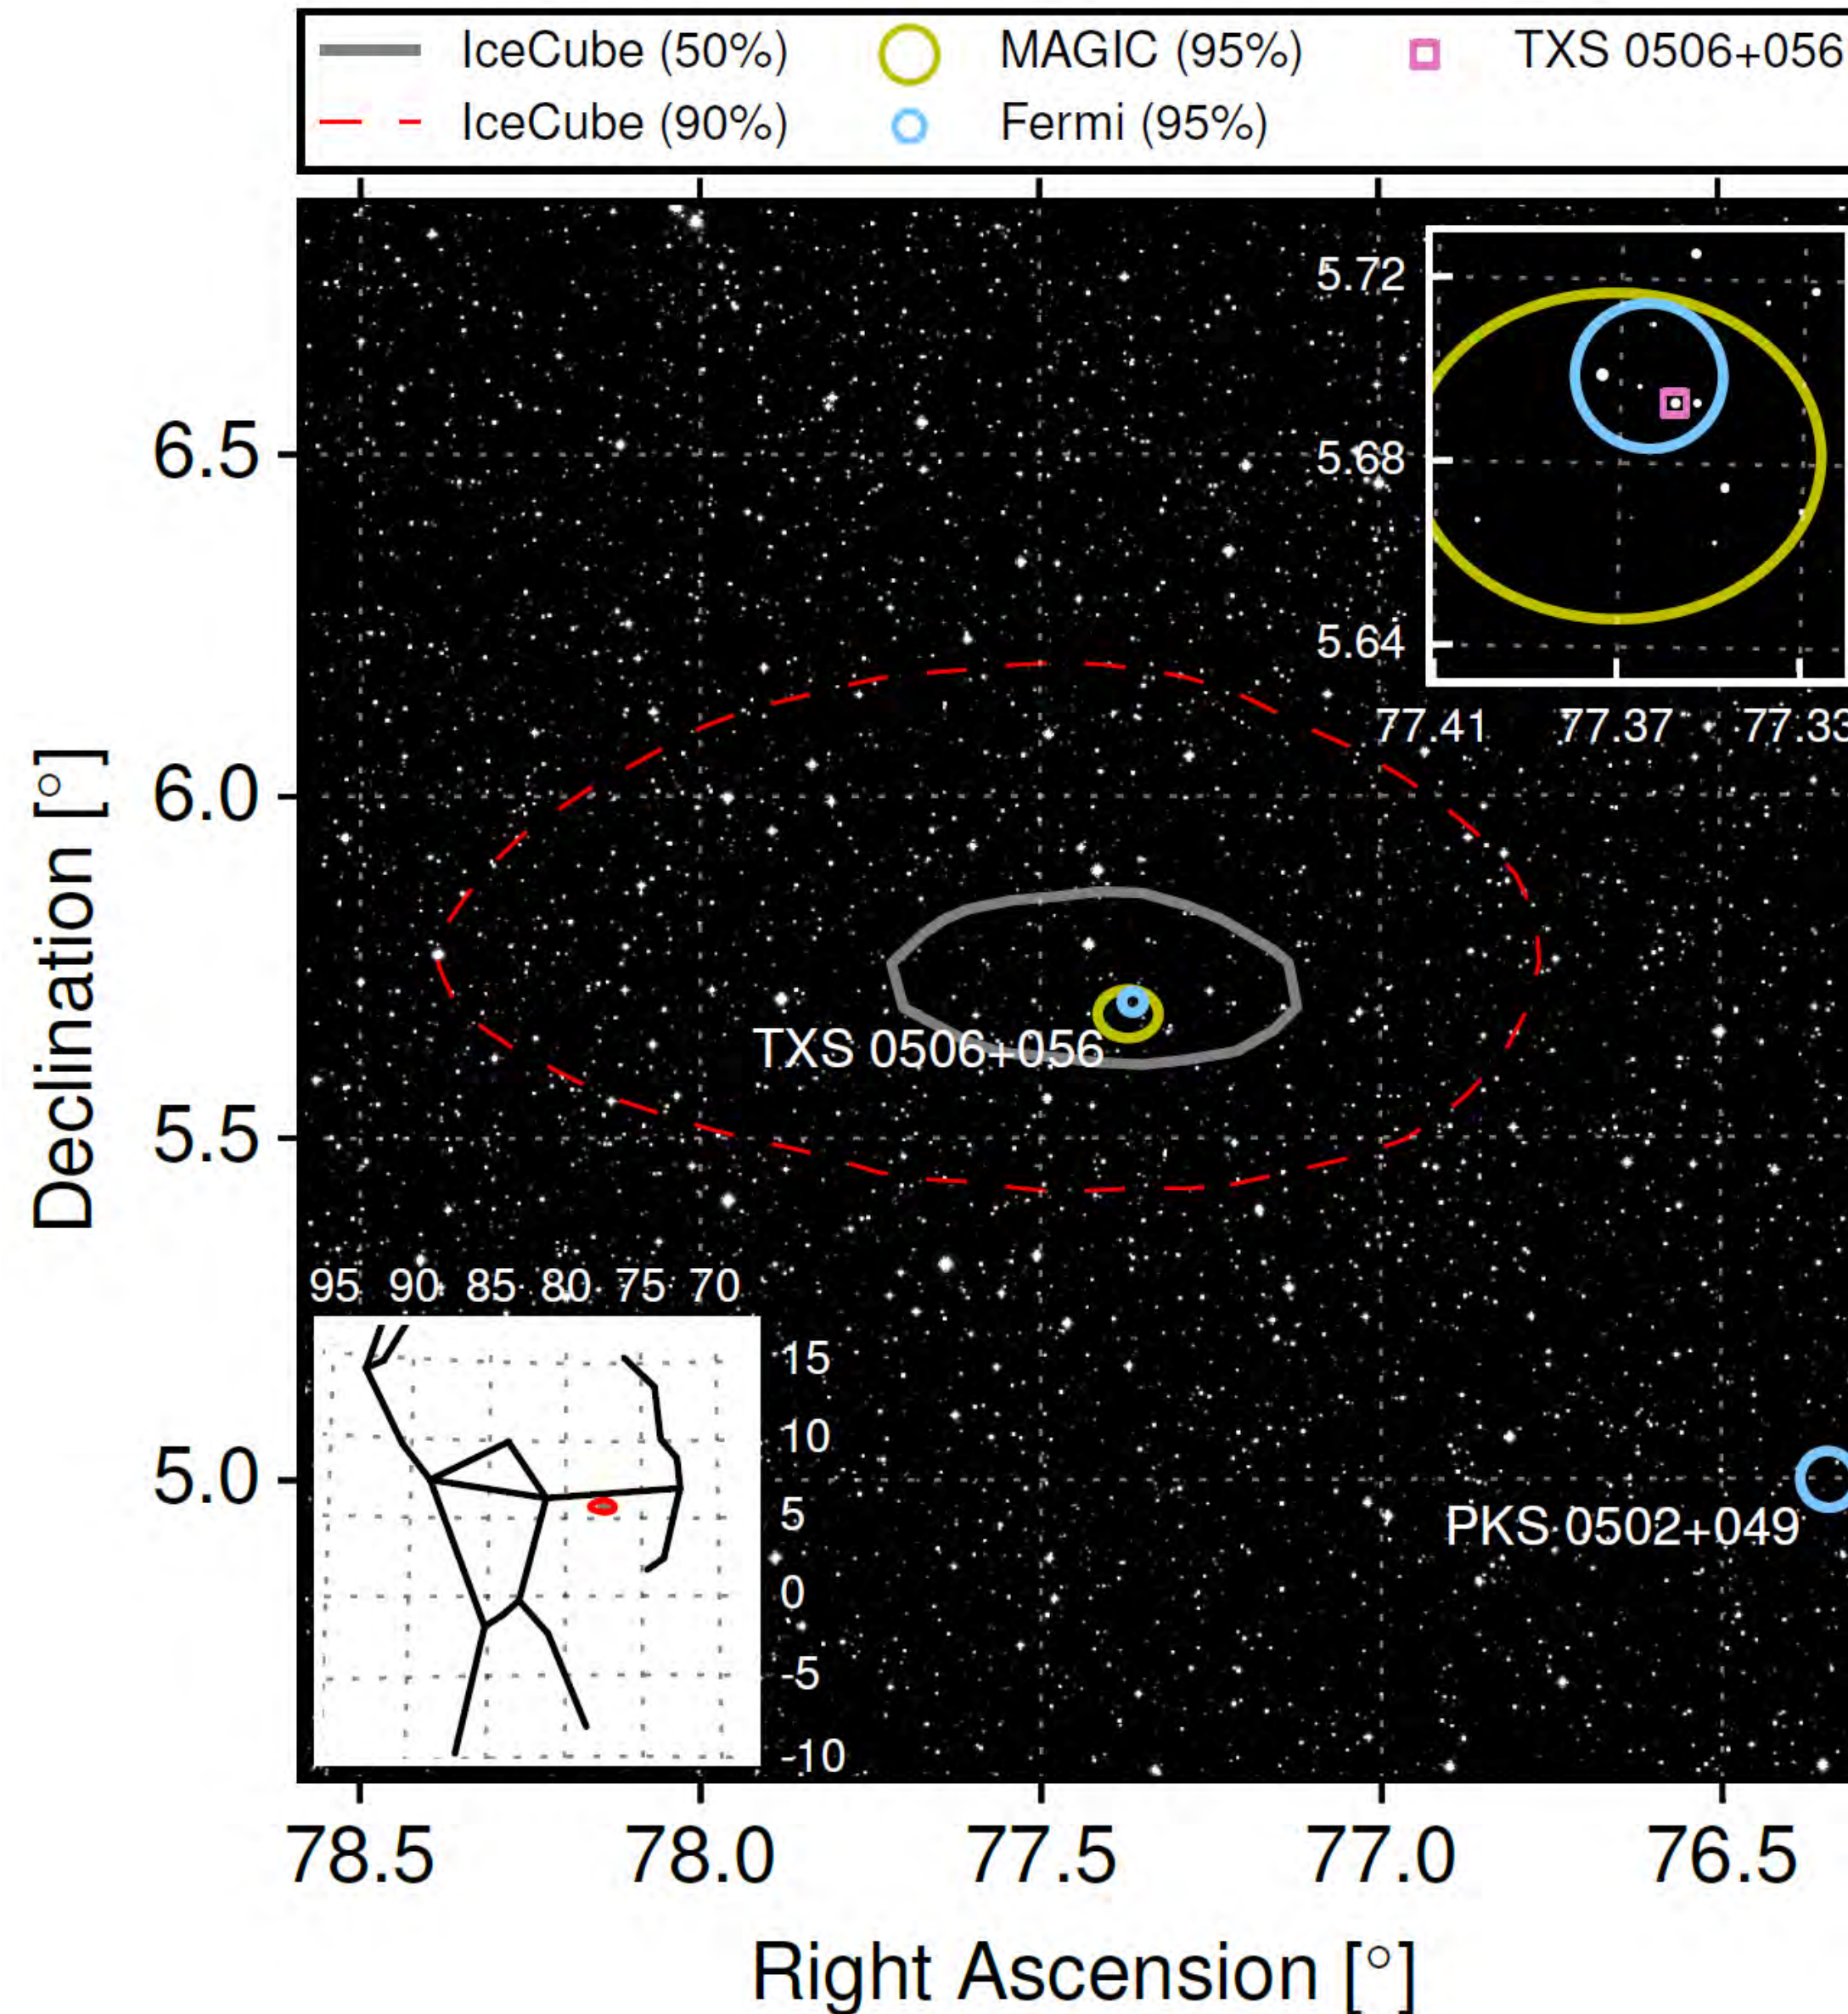 IceCube (50%) MAGIC (95%) TXS 0506+056
IceCube (90%) Fermi (95%)
5.72
5.68
5.64
77.41 77.37 77.33
6.5
6.0
5.5
5.0
Declination [°]
TXS 0506+056
PKS 0502+049
95 90 85 80 75 70
15
10
5
0
-5
-10
78.5 78.0 77.5 77.0 76.5
Right Ascension [°]